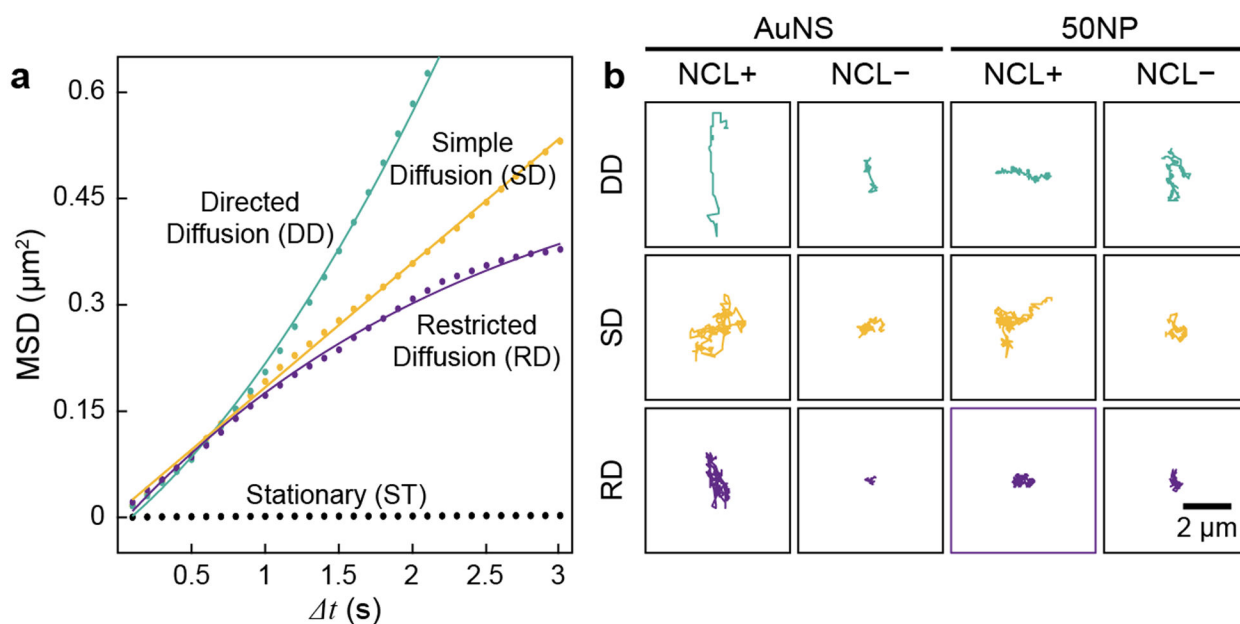 a
MSD (µm²)
0.6
0.45
0.3
0.15
0
0.5
1
1.5
2
2.5
3
Δt (s)
Simple
Diffusion (SD)
Directed
Diffusion (DD)
Restricted
Diffusion (RD)
Stationary (ST)
b
AuNS
50NP
NCL+
NCL−
NCL+
NCL−
DD
SD
RD
2 µm